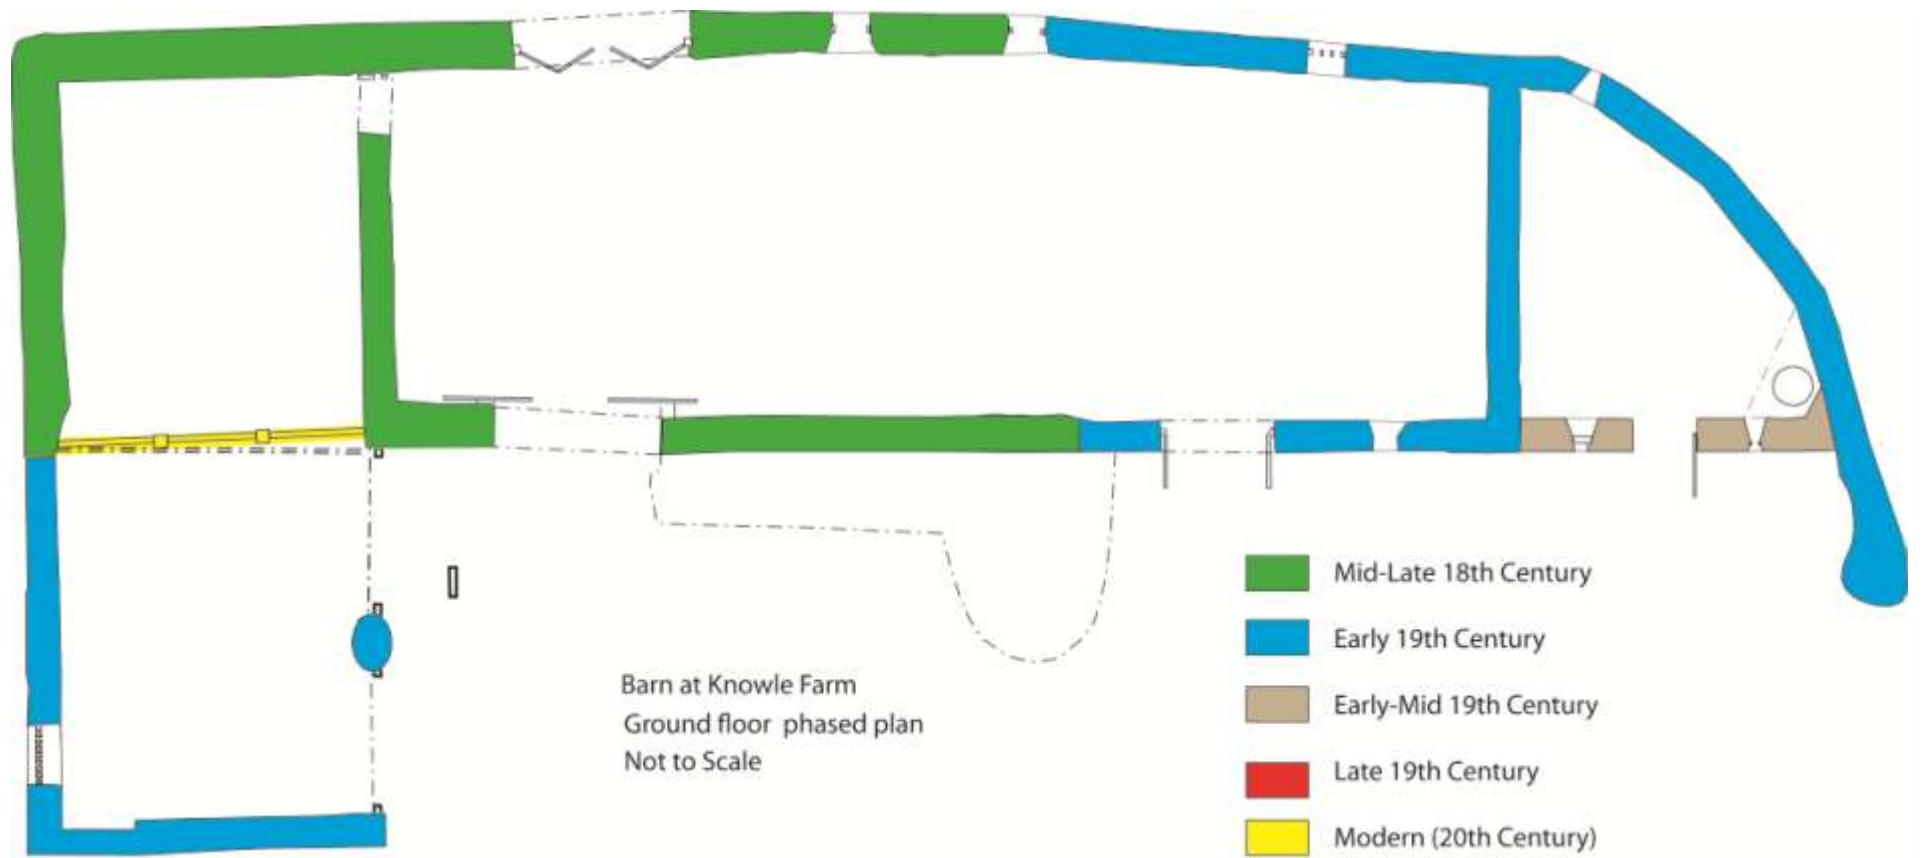 Barn at Knowle Farm
Ground floor phased plan
Not to Scale
Mid-Late 18th Century
Early 19th Century
Early-Mid 19th Century
Late 19th Century
Modern (20th Century)